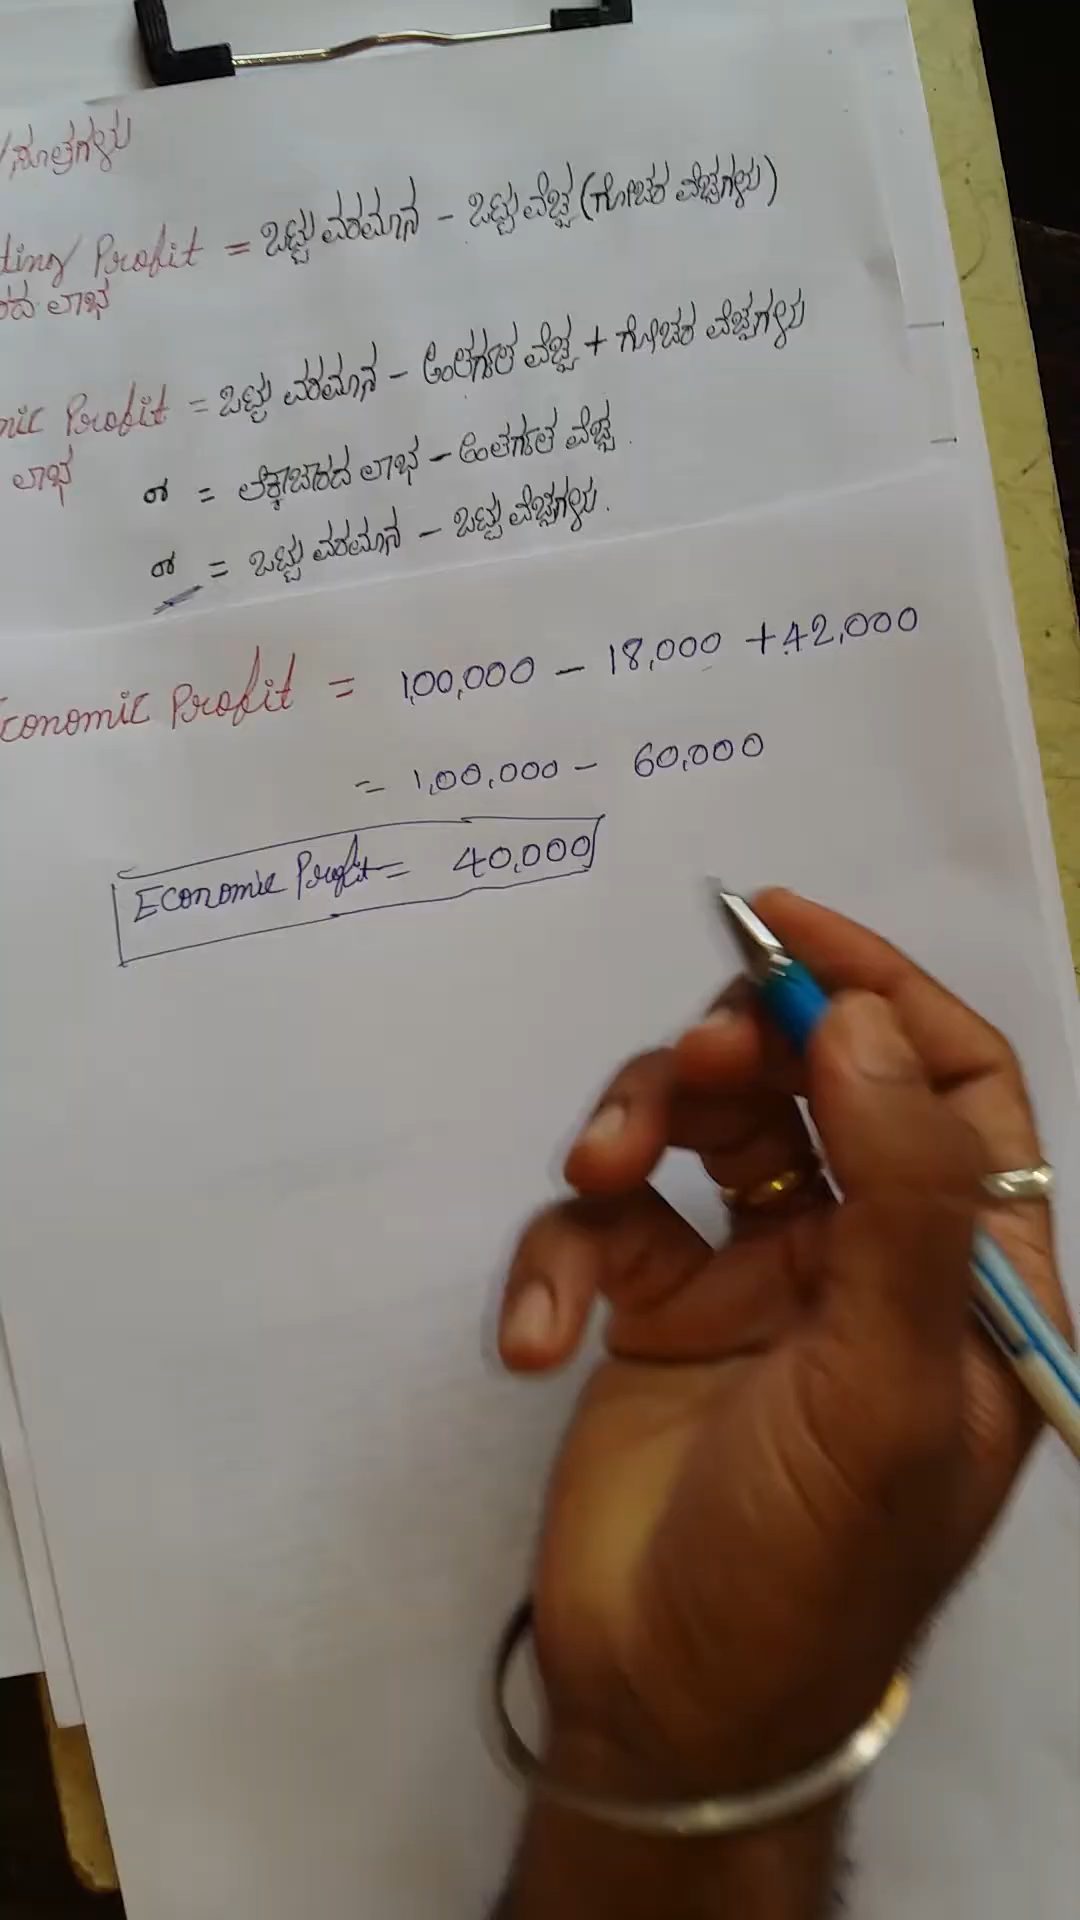 /ಸೂತ್ರಗಳು
ting Profit = ಒಟ್ಟು ವರಮಾನ - ಒಟ್ಟು ವೆಚ್ಚ (ಗೋಚರ ವೆಚ್ಚಗಳು)
ರದ ಲಾಭ
mic Profit = ಒಟ್ಟು ವರಮಾನ - ಅಂತರ್ಗತ ವೆಚ್ಚ + ಗೋಚರ ವೆಚ್ಚಗಳು
ಲಾಭ
ಅಥವಾ = ಲೆಕ್ಕಾಚಾರದ ಲಾಭ - ಅಂತರ್ಗತ ವೆಚ್ಚ.
= ಒಟ್ಟು ವರಮಾನ - ಒಟ್ಟು ವೆಚ್ಚಗಳು.
Economic Profit = 1,00,000 - 18,000 + 42,000
= 1,00,000 - 60,000
Economic Profit = 40,000